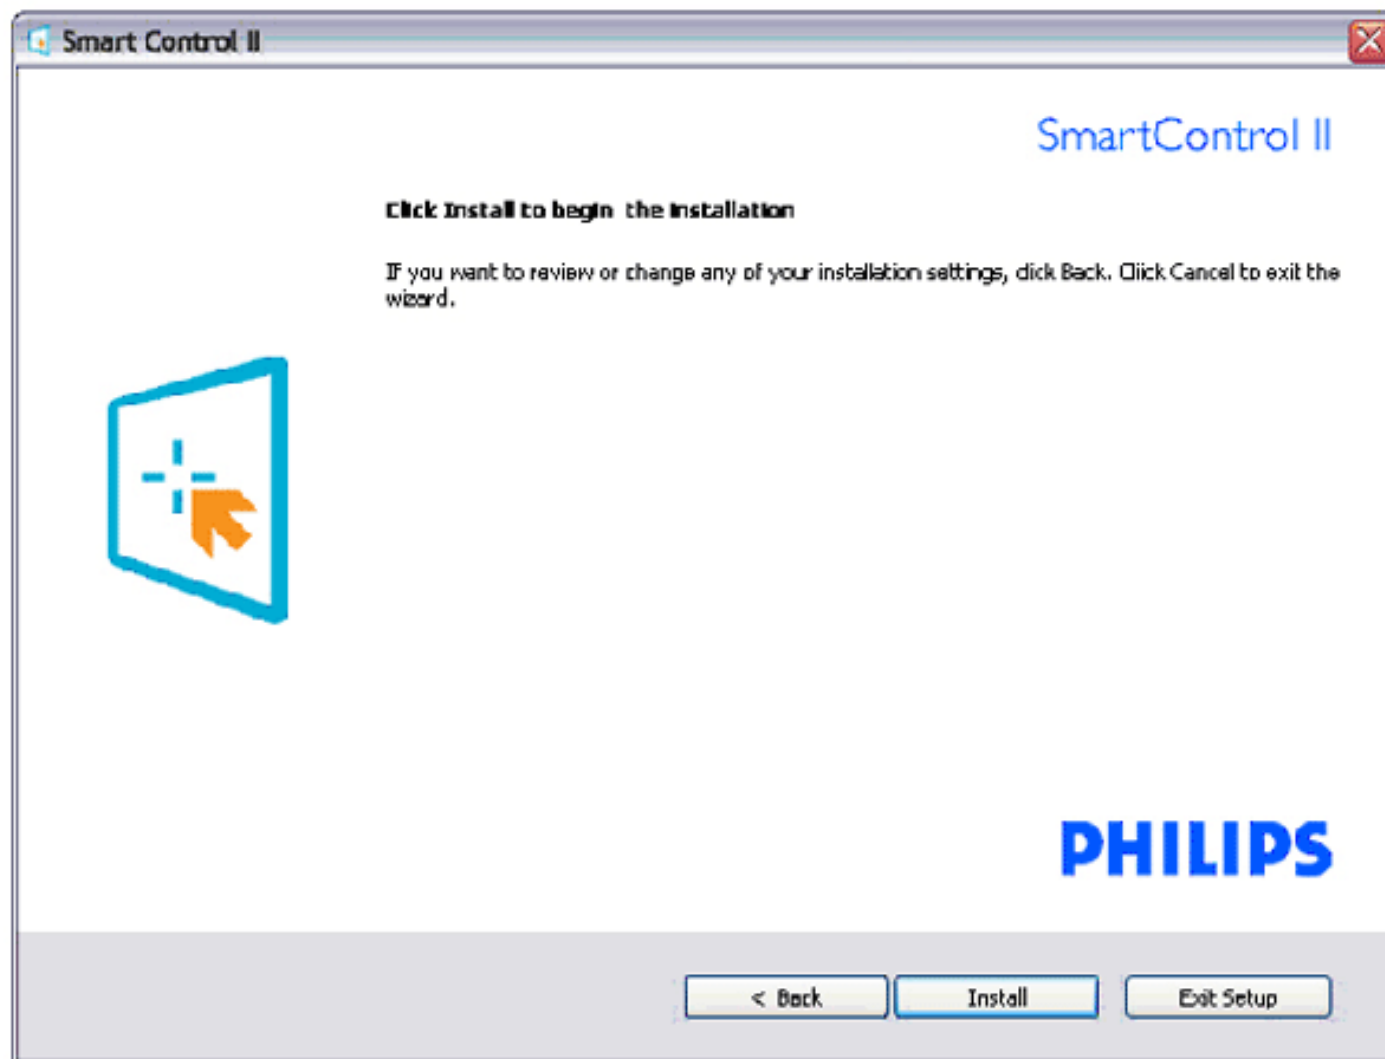 Smart Control II
SmartControl II
Click Install to begin the installation
If you want to review or change any of your installation settings, click Back. Click Cancel to exit the
wizard.
PHILIPS
< Back
Install
Exit Setup